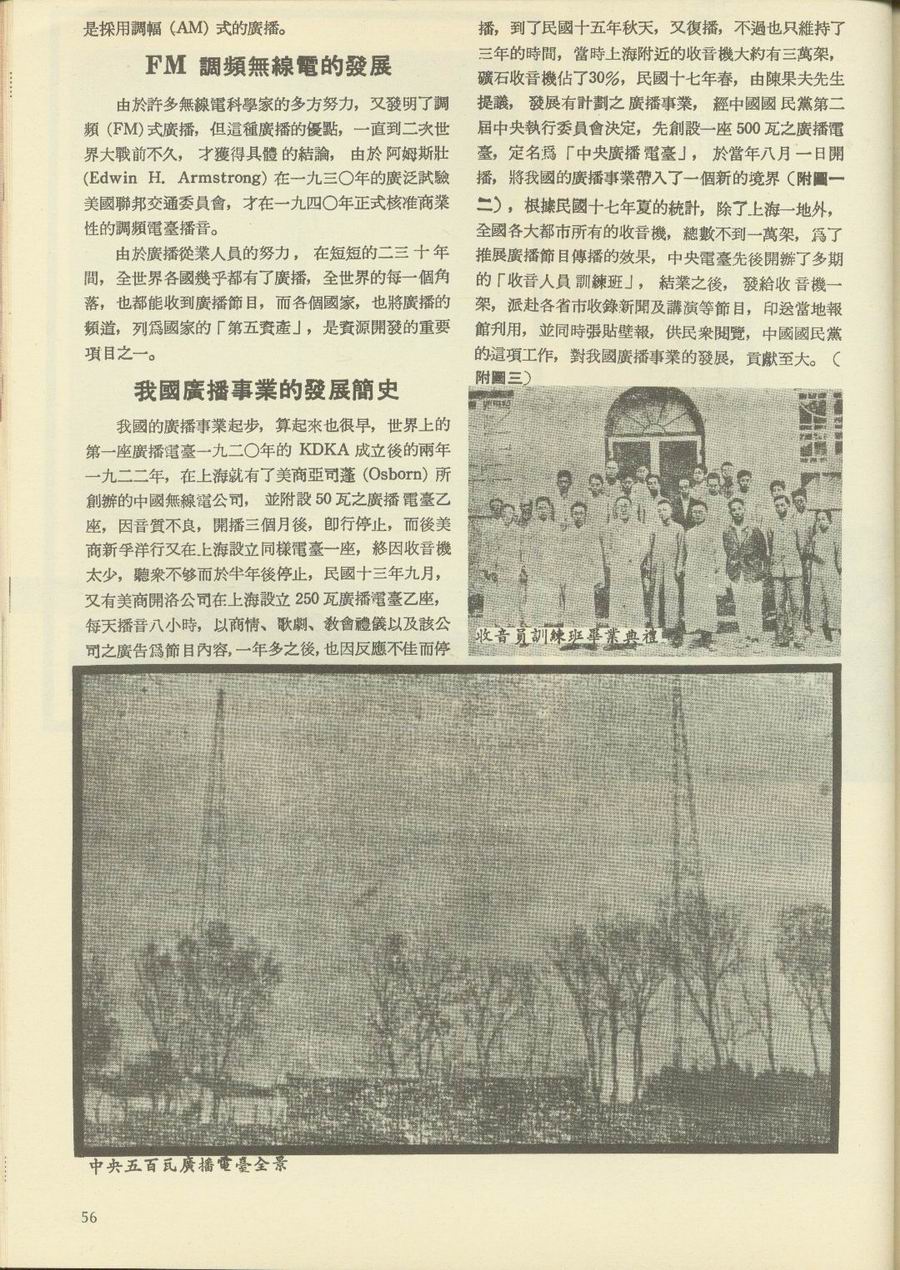 是採用調幅 (AM) 式的廣播。
FM 調頻無線電的發展
由於許多無線電科學家的多方努力，又發明了調
頻 (FM) 式廣播，但這種廣播的優點，一直到二次世
界大戰前不久， 才獲得具體的結論， 由於阿姆斯壯
(Edwin H. Armstrong) 在一九三〇年的廣泛試驗
美國聯邦交通委員會，才在一九四〇年正式核准商業
性的調頻電臺播音。
由於廣播從業人員的努力， 在短短的二三十年
間，全世界各國幾乎都有了廣播，全世界的每一個角
落，也都能收到廣播節目，而各個國家，也將廣播的
頻道，列爲國家的「第五資產」，是資源開發的重要
項目之一。
我國廣播事業的發展簡史
我國的廣播事業起步，算起來也很早，世界上的
第一座廣播電臺一九二〇年的 KDKA 成立後的兩年
一九二二年，在上海就有了美商亞司蓬 (Osborn) 所
創辦的中國無線電公司， 並附設 50 瓦之廣播電臺乙
座，因音質不良，開播三個月後，卽行停止，而後美
商新孚洋行又在上海設立同樣電臺一座，終因收音機
太少，聽衆不够而於半年後停止，民國十三年九月，
又有美商開洛公司在上海設立 250 瓦廣播電臺乙座，
每天播音八小時，以商情、歌劇、敎會禮儀以及該公
司之廣告爲節目內容，一年多之後，也因反應不佳而停
播，到了民國十五年秋天，又復播，不過也只維持了
三年的時間，當時上海附近的收音機大約有三萬架，
礦石收音機佔了30%，民國十七年春，由陳果夫先生
提議， 發展有計劃之廣播事業， 經中國國民黨第二
屆中央執行委員會決定，先創設一座 500 瓦之廣播電
臺，定名爲「中央廣播電臺」， 於當年八月一日開
播，將我國的廣播事業帶入了一個新的境界（附圖一
二），根據民國十七年夏的統計，除了上海一地外，
全國各大都市所有的收音機，總數不到一萬架，爲了
推展廣播節目傳播的效果，中央電臺先後開辦了多期
的「收音人員訓練班」， 結業之後， 發給收音機一
架，派赴各省市收錄新聞及講演等節目，印送當地報
館刋用，並同時張貼壁報，供民衆閱覽，中國國民黨
的這項工作，對我國廣播事業的發展，貢獻至大。（
附圖三）
收音員訓練班畢業典禮
中央五百瓦廣播電臺全景
56